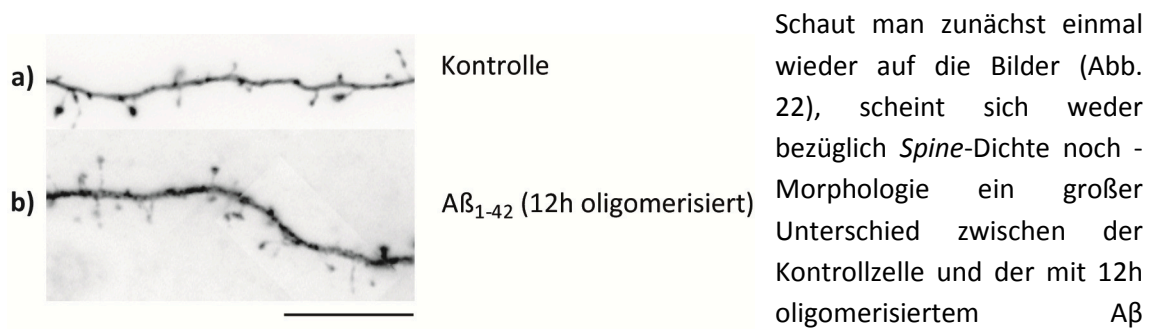 a)
Kontrolle
b)
Aß₁₋₄₂ (12h oligomerisiert)
Schaut man zunächst einmal
wieder auf die Bilder (Abb.
22), scheint sich weder
bezüglich Spine-Dichte noch -
Morphologie ein großer
Unterschied zwischen der
Kontrollzelle und der mit 12h
oligomerisiertem Aβ